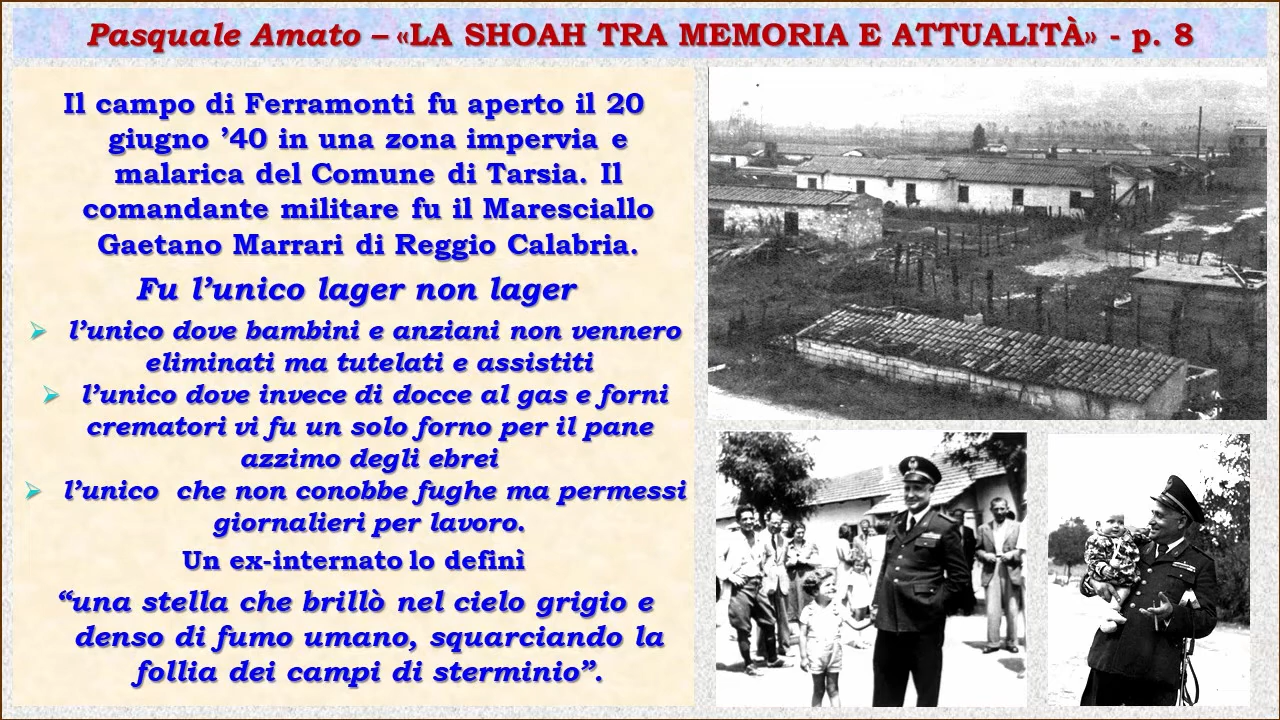 Pasquale Amato – «LA SHOAH TRA MEMORIA E ATTUALITÀ» - p. 8
Il campo di Ferramonti fu aperto il 20
giugno ’40 in una zona impervia e
malarica del Comune di Tarsia. Il
comandante militare fu il Maresciallo
Gaetano Marrari di Reggio Calabria.
Fu l’unico lager non lager
l’unico dove bambini e anziani non vennero
eliminati ma tutelati e assistiti
l’unico dove invece di docce al gas e forni
crematori vi fu un solo forno per il pane
azzimo degli ebrei
l’unico che non conobbe fughe ma permessi
giornalieri per lavoro.
Un ex-internato lo definì
“una stella che brillò nel cielo grigio e
denso di fumo umano, squarciando la
follia dei campi di sterminio”.